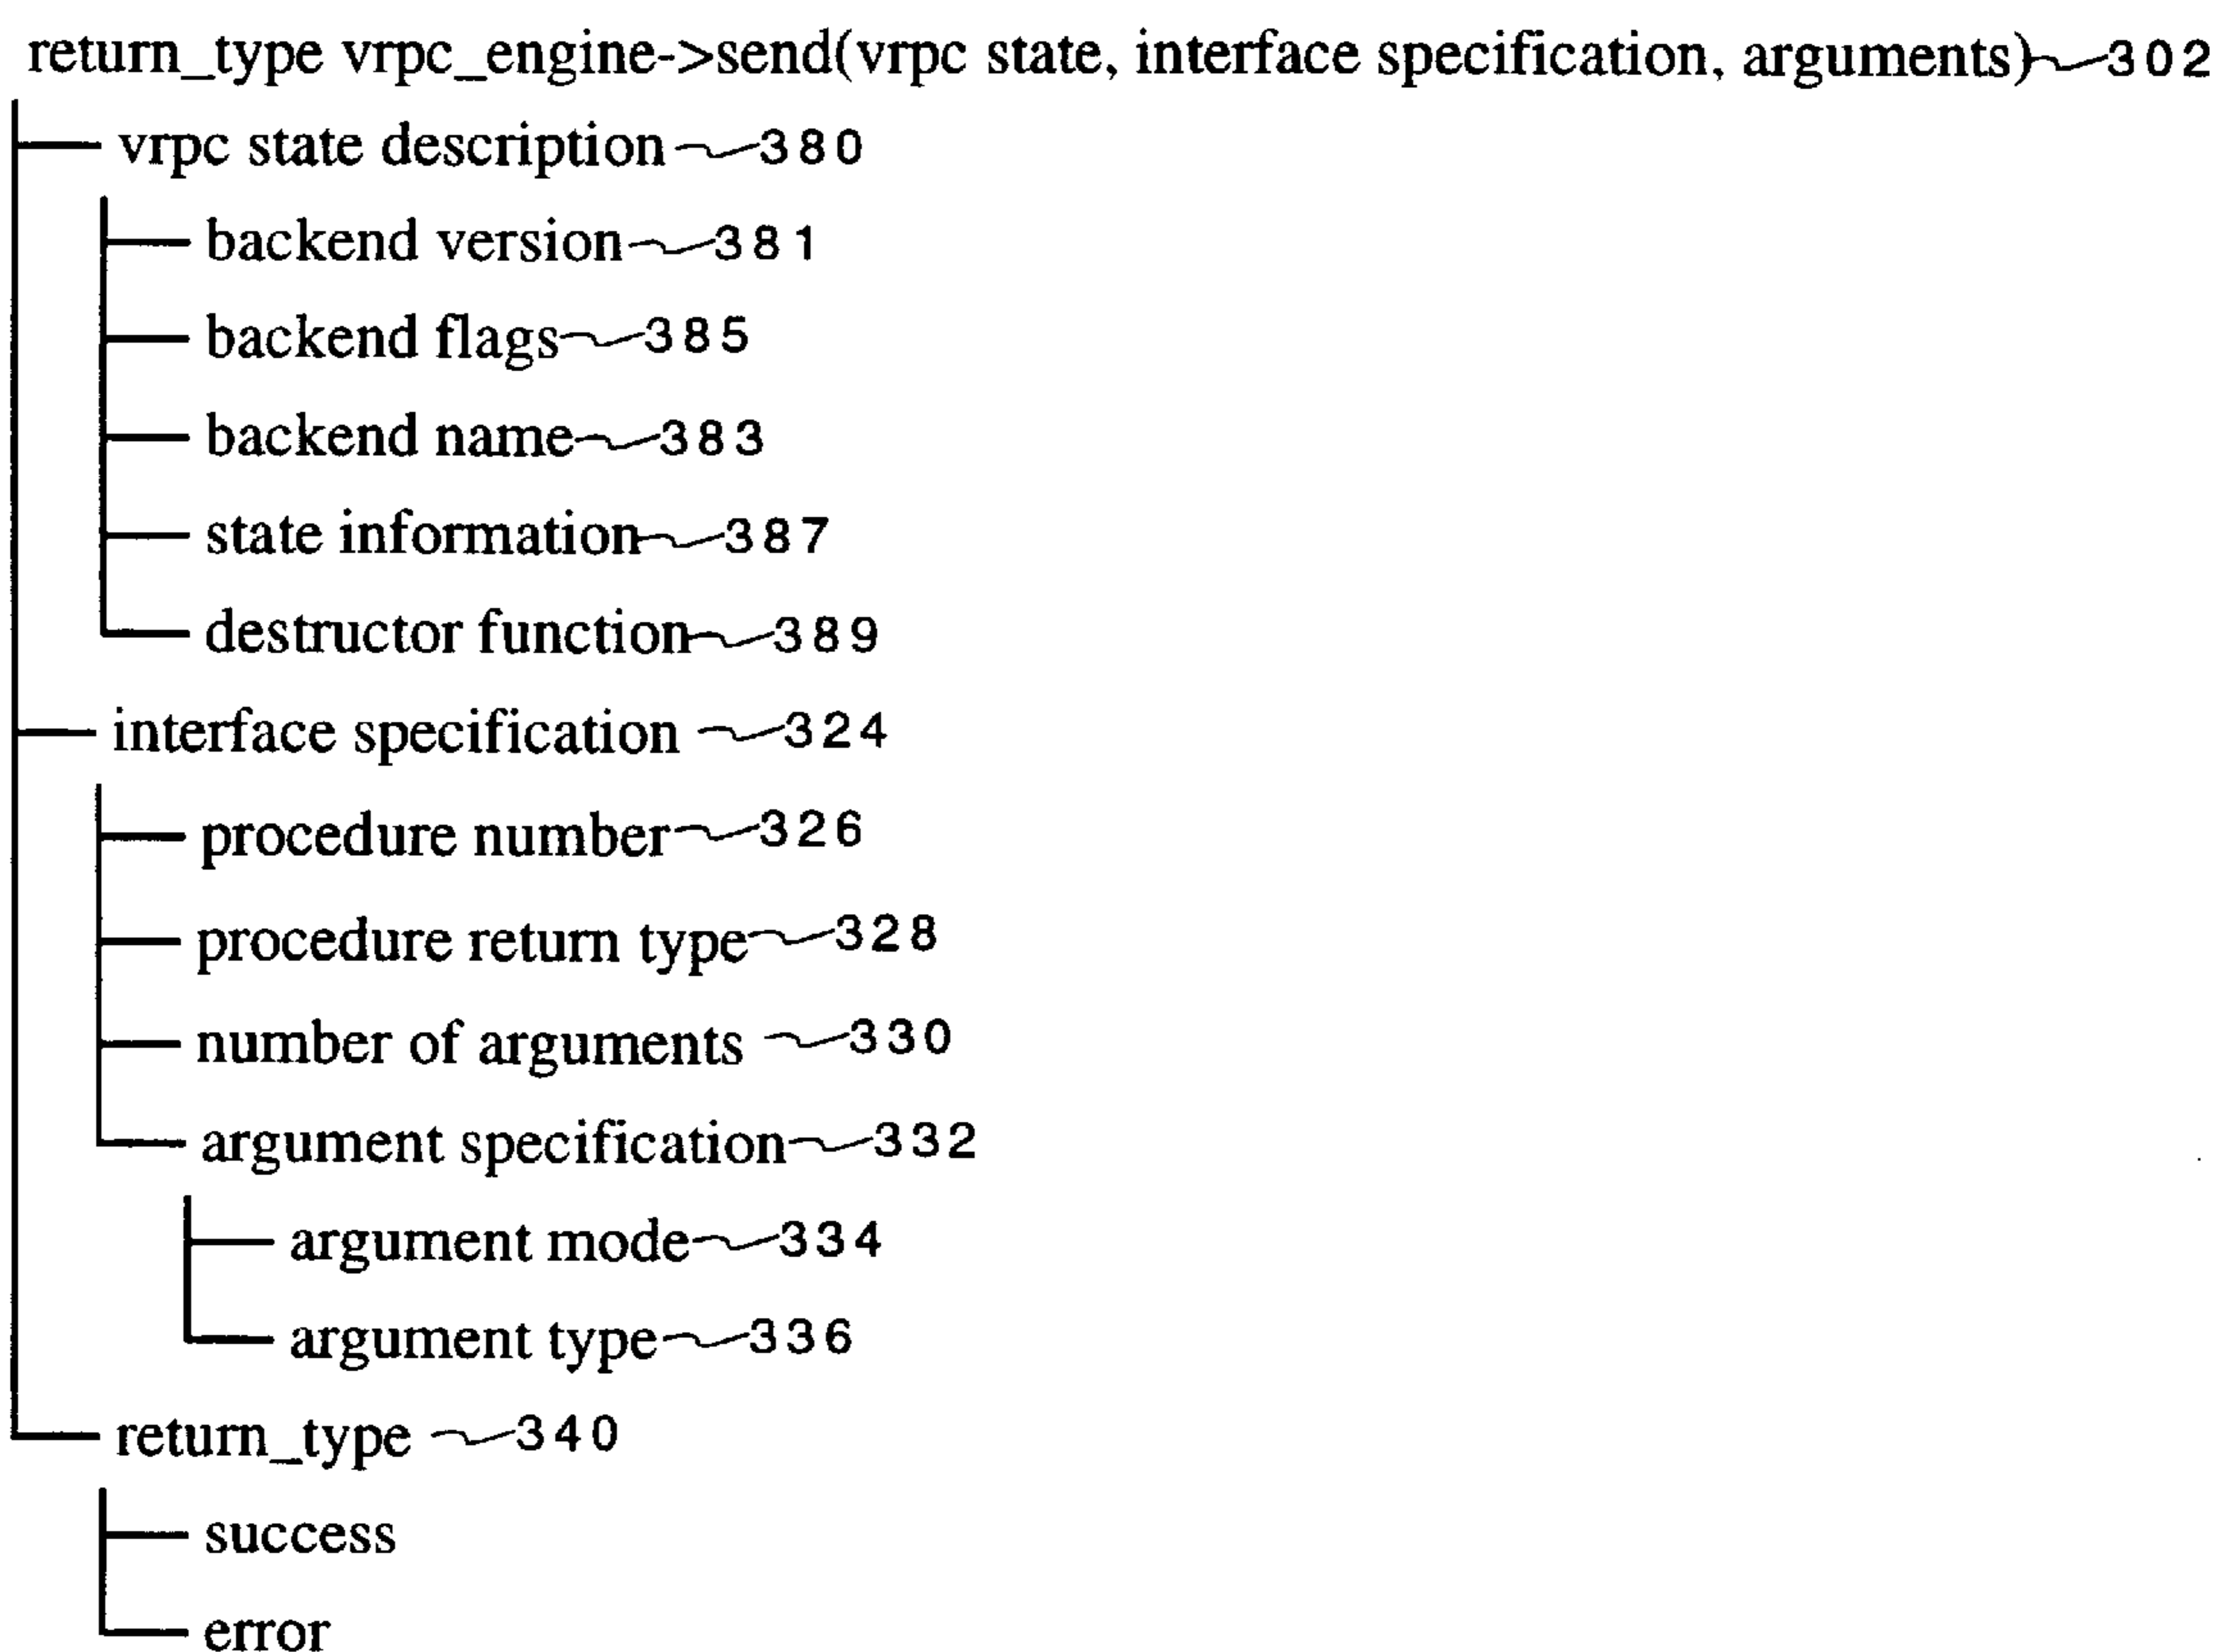 return_type vrpc_engine->send(vrpc state, interface specification, arguments) 302
vrpc state description 380
backend version 381
backend flags 385
backend name 383
state information 387
destructor function 389
interface specification 324
procedure number 326
procedure return type 328
number of arguments 330
argument specification 332
argument mode 334
argument type 336
return_type 340
success
error